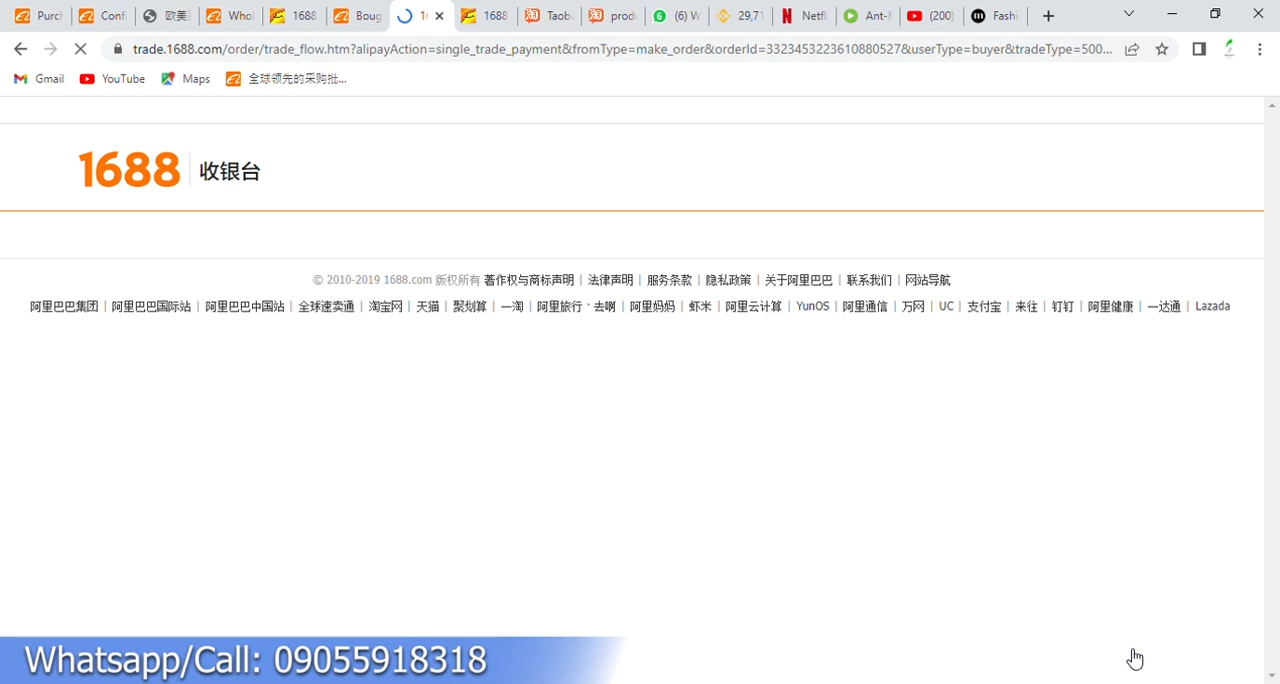 Purch
Confi
欧美
Whol
1688
Boug
1688
Taob
prod
(6) W
29,71
Netfl
Ant-M
(200)
Fashi
trade.1688.com/order/trade_flow.htm?alipayAction=single_trade_payment&fromType=make_order&orderId=3323453223610880527&userType=buyer&tradeType=500...
Gmail YouTube Maps 全球领先的采购批...
1688 收银台
© 2010-2019 1688.com 版权所有 著作权与商标声明 | 法律声明 | 服务条款 | 隐私政策 | 关于阿里巴巴 | 联系我们 | 网站导航
阿里巴巴集团 | 阿里巴巴国际站 | 阿里巴巴中国站 | 全球速卖通 | 淘宝网 | 天猫 | 聚划算 | 一淘 | 阿里旅行 · 去啊 | 阿里妈妈 | 虾米 | 阿里云计算 | YunOS | 阿里通信 | 万网 | UC | 支付宝 | 来往 | 钉钉 | 阿里健康 | 一达通 | Lazada
Whatsapp/Call: 09055918318